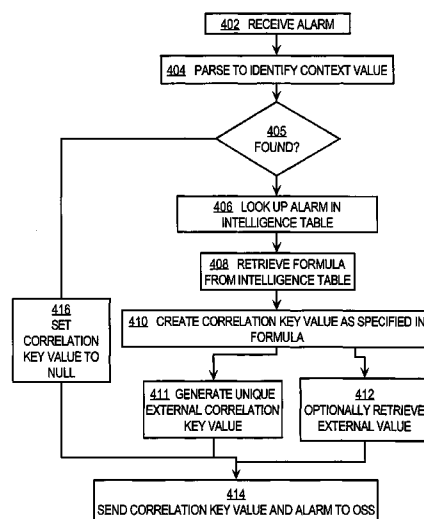 402 RECEIVE ALARM
404 PARSE TO IDENTIFY CONTEXT VALUE
405
FOUND?
406 LOOK UP ALARM IN
INTELLIGENCE TABLE
408 RETRIEVE FORMULA
FROM INTELLIGENCE TABLE
416
SET
CORRELATION
KEY VALUE TO
NULL
410 CREATE CORRELATION KEY VALUE AS SPECIFIED IN
FORMULA
411 GENERATE UNIQUE
EXTERNAL CORRELATION
KEY VALUE
412
OPTIONALLY RETRIEVE
EXTERNAL VALUE
414
SEND CORRELATION KEY VALUE AND ALARM TO OSS